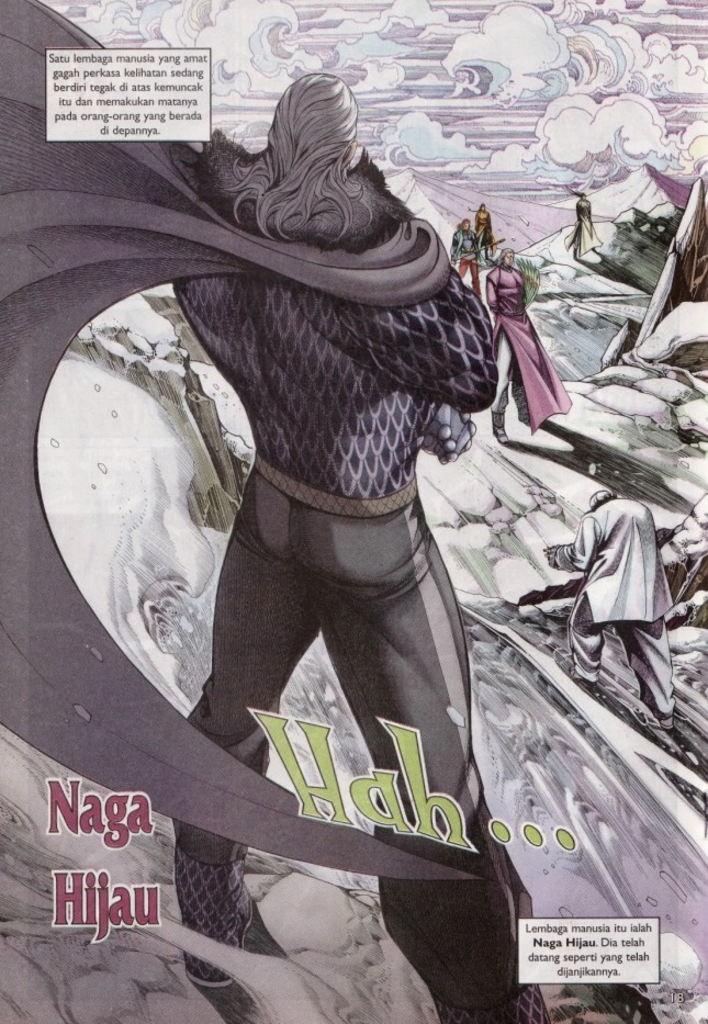 Satu lembaga manusia yang amat
gagah perkasa kelihatan sedang
berdiri tegak di atas kemuncak
itu dan memakukan matanya
pada orang-orang yang berada
di depannya.
Hah...
Naga
Hijau
Lembaga manusia itu ialah
Naga Hijau. Dia telah
datang seperti yang telah
dijanjikannya.
13